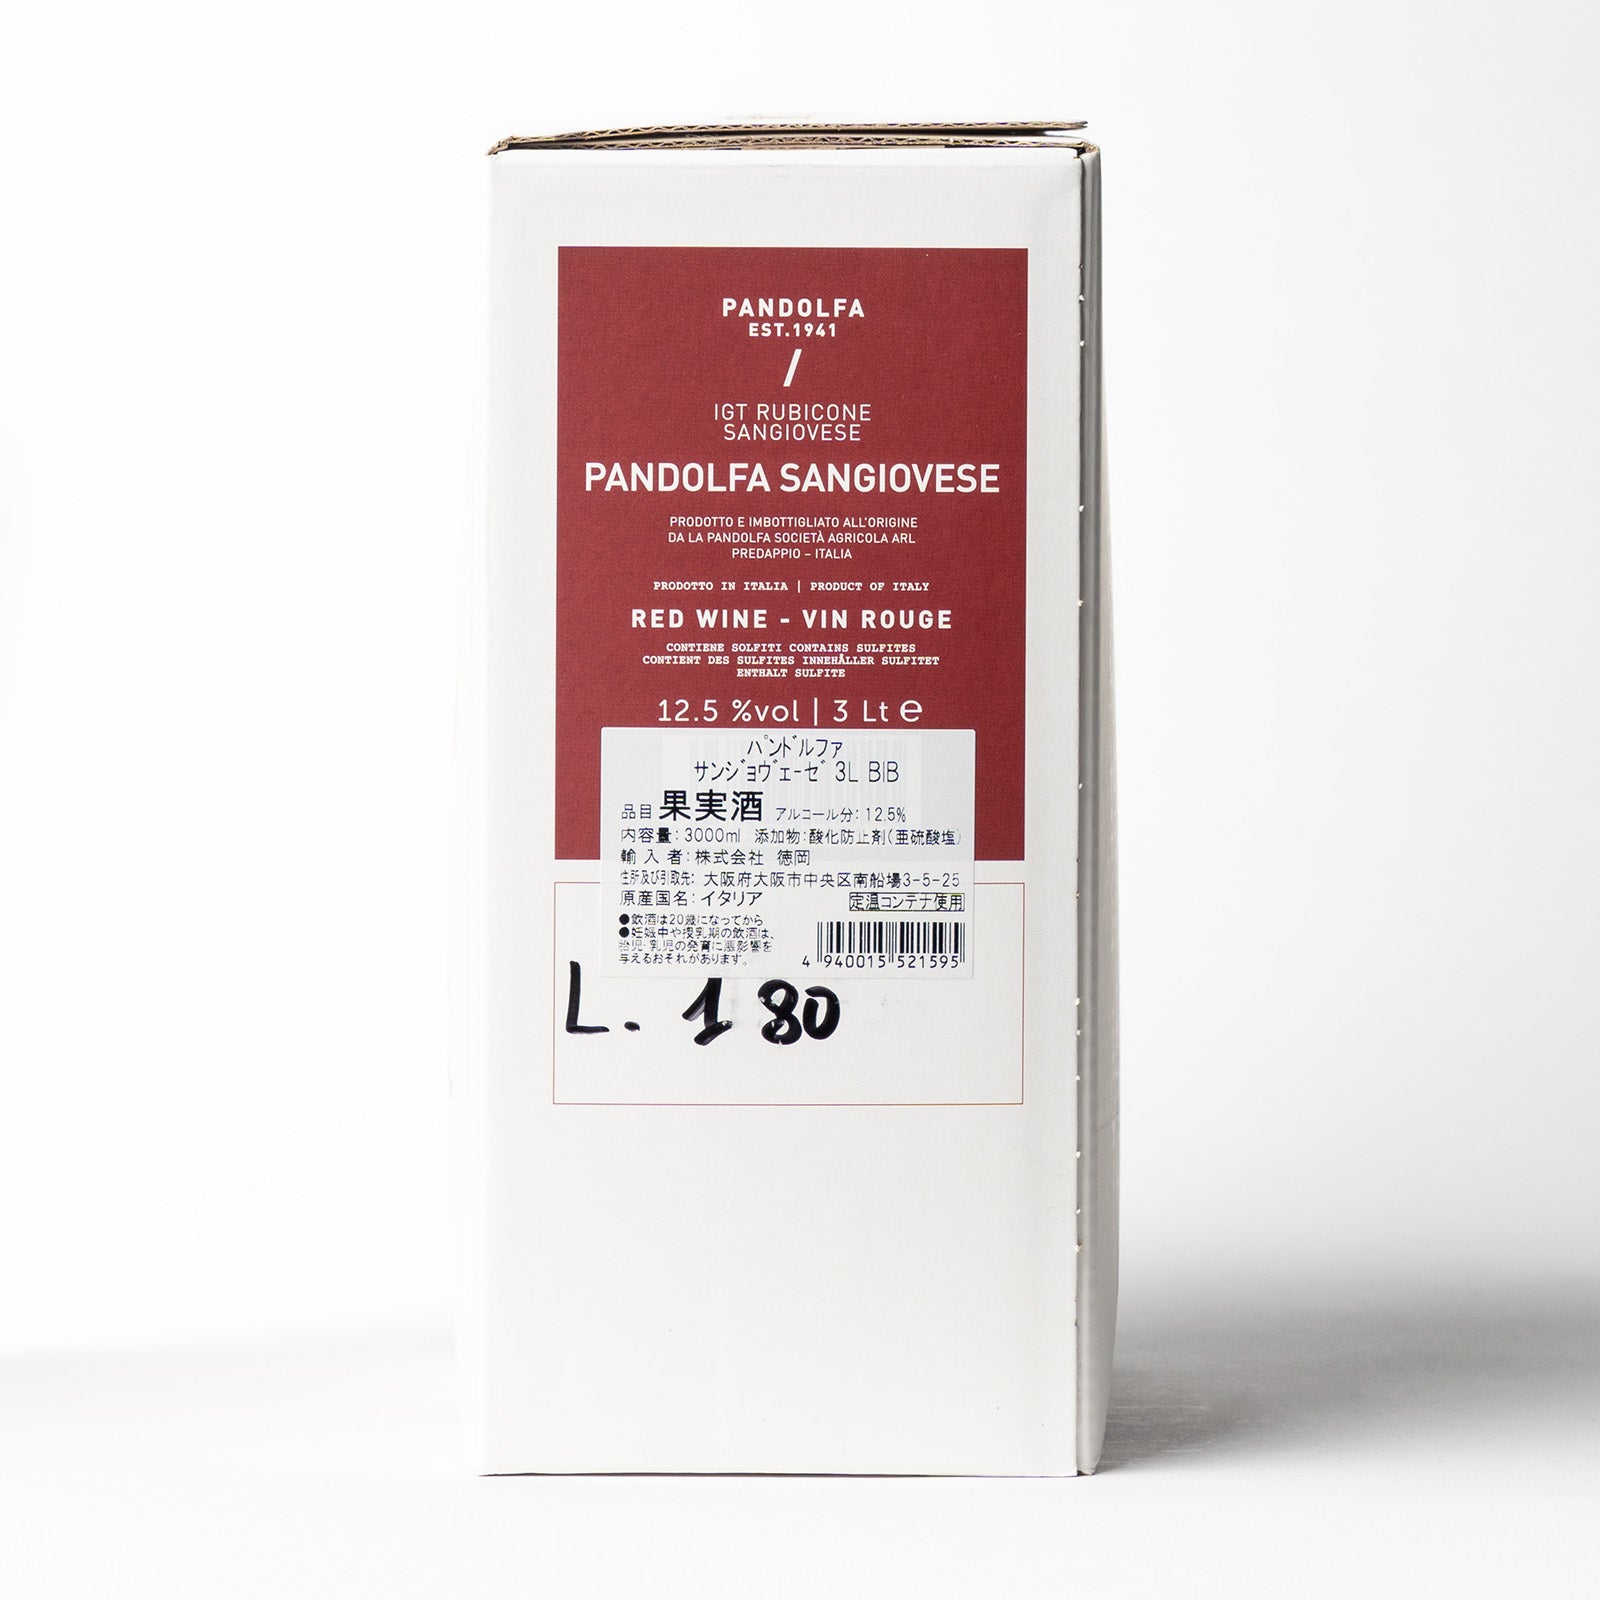 PANDOLFA
EST.1941
/
IGT RUBICONE
SANGIOVESE
PANDOLFA SANGIOVESE
PRODOTTO E IMBOTTIGLIATO ALL'ORIGINE
DA LA PANDOLFA SOCIETÀ AGRICOLA ARL
PREDAPPIO – ITALIA
PRODOTTO IN ITALIA | PRODUCT OF ITALY
RED WINE - VIN ROUGE
CONTIENE SOLFITI CONTAINS SULFITES
CONTIENT DES SULFITES INNEHÅLLER SULFITET
ENTHALT SULFITE
12.5 %vol | 3 Lt e
パンドルファ
サンジョヴェーゼ 3L BIB
品目 果実酒 アルコール分: 12.5%
内容量: 3000ml 添加物: 酸化防止剤(亜硫酸塩)
輸入者: 株式会社 徳岡
住所及び引取先: 大阪府大阪市中央区南船場3-5-25
原産国名: イタリア 定温コンテナ使用
●飲酒は20歳になってから
●妊娠中や授乳期の飲酒は、
胎児・乳児の発育に悪影響を
与えるおそれがあります。
4 940015 521595
L. 180